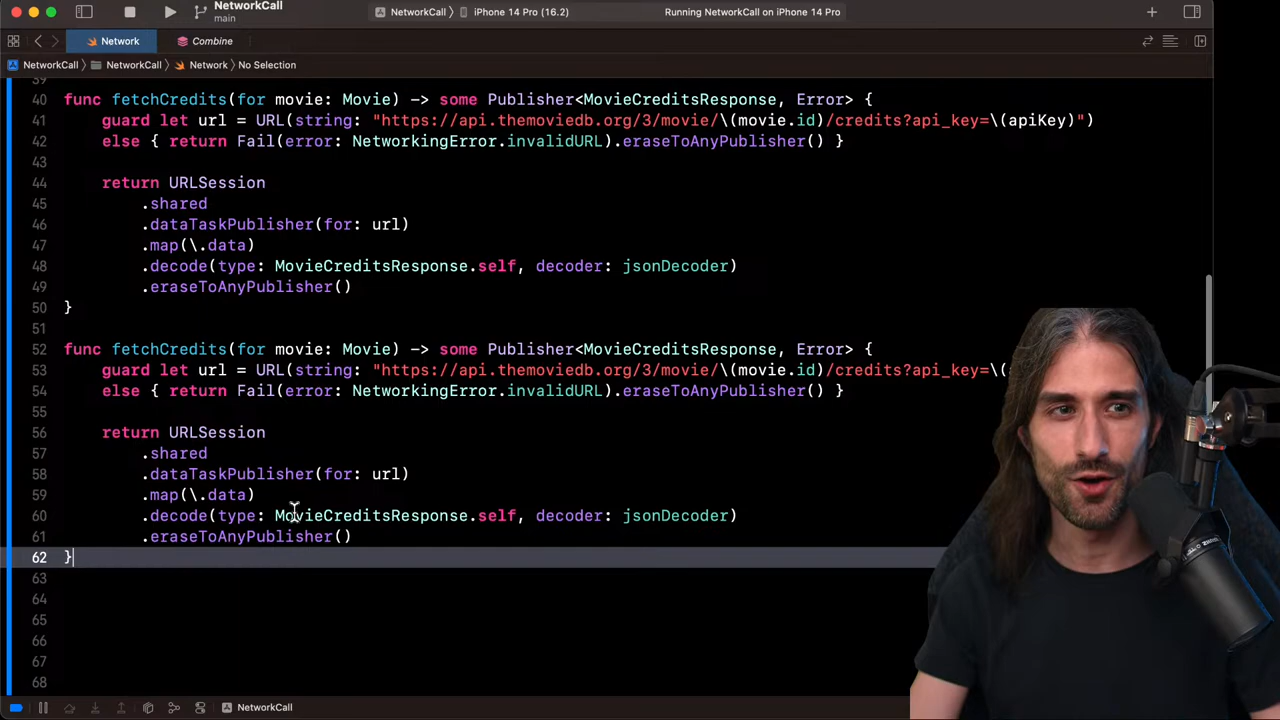 NetworkCall
main
NetworkCall
iPhone 14 Pro (16.2)
Running NetworkCall on iPhone 14 Pro
Network
Combine
NetworkCall
NetworkCall
Network
No Selection
39
40 func fetchCredits(for movie: Movie) -> some Publisher<MovieCreditsResponse, Error> {
41 guard let url = URL(string: "https://api.themoviedb.org/3/movie/\(movie.id)/credits?api_key=\(apiKey)")
42 else { return Fail(error: NetworkingError.invalidURL).eraseToAnyPublisher() }
43
44 return URLSession
45 .shared
46 .dataTaskPublisher(for: url)
47 .map(\.data)
48 .decode(type: MovieCreditsResponse.self, decoder: jsonDecoder)
49 .eraseToAnyPublisher()
50 }
51
52 func fetchCredits(for movie: Movie) -> some Publisher<MovieCreditsResponse, Error> {
53 guard let url = URL(string: "https://api.themoviedb.org/3/movie/\(movie.id)/credits?api_key=\(
54 else { return Fail(error: NetworkingError.invalidURL).eraseToAnyPublisher() }
55
56 return URLSession
57 .shared
58 .dataTaskPublisher(for: url)
59 .map(\.data)
60 .decode(type: MovieCreditsResponse.self, decoder: jsonDecoder)
61 .eraseToAnyPublisher()
62 }
63
64
65
66
67
68
NetworkCall